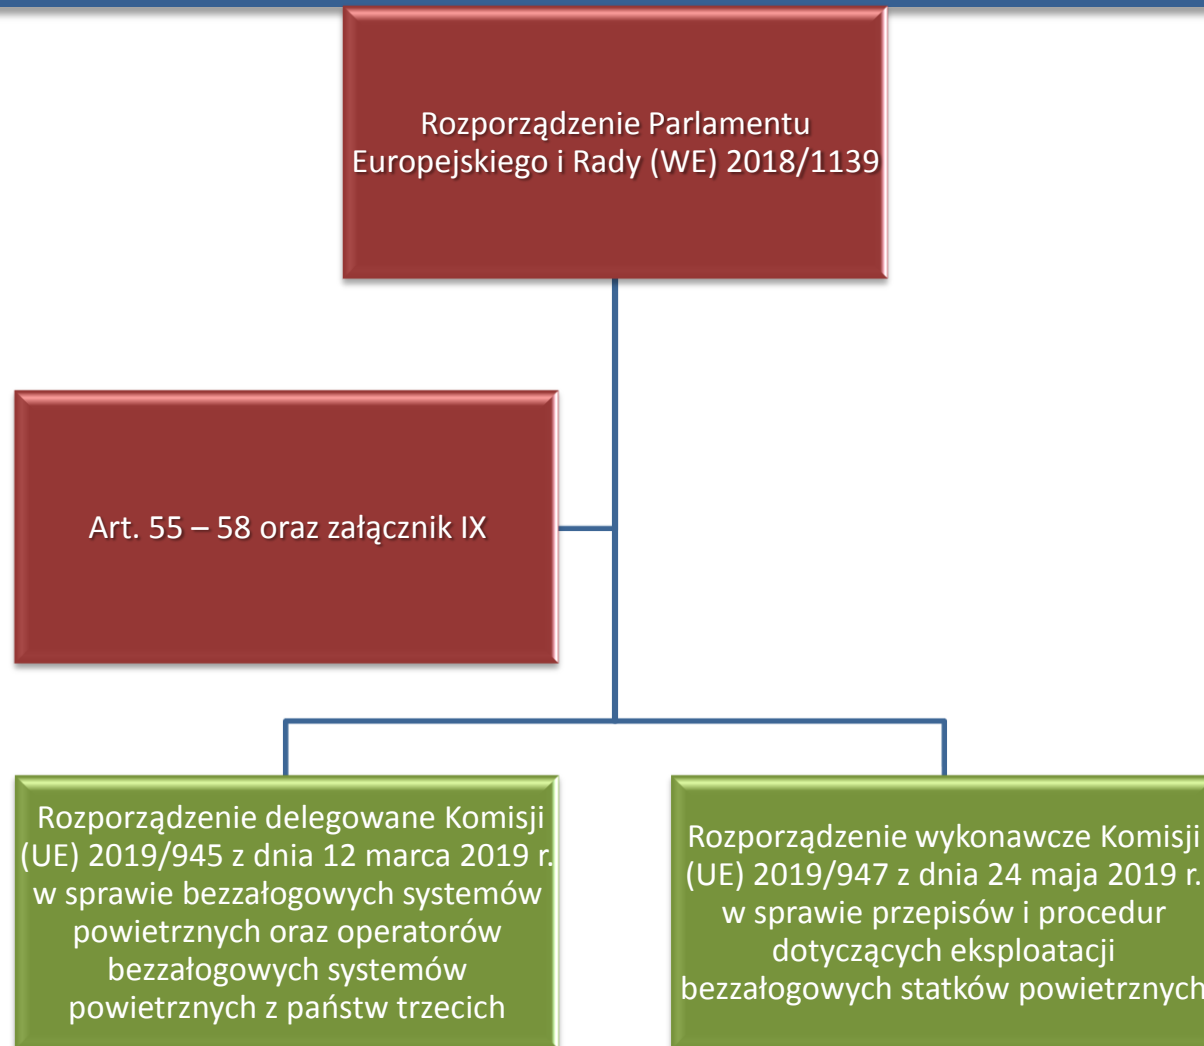 Rozporządzenie Parlamentu
Europejskiego i Rady (WE) 2018/1139
Art. 55 – 58 oraz załącznik IX
Rozporządzenie delegowane Komisji
(UE) 2019/945 z dnia 12 marca 2019 r.
w sprawie bezzałogowych systemów
powietrznych oraz operatorów
bezzałogowych systemów
powietrznych z państw trzecich
Rozporządzenie wykonawcze Komisji
(UE) 2019/947 z dnia 24 maja 2019 r.
w sprawie przepisów i procedur
dotyczących eksploatacji
bezzałogowych statków powietrznych